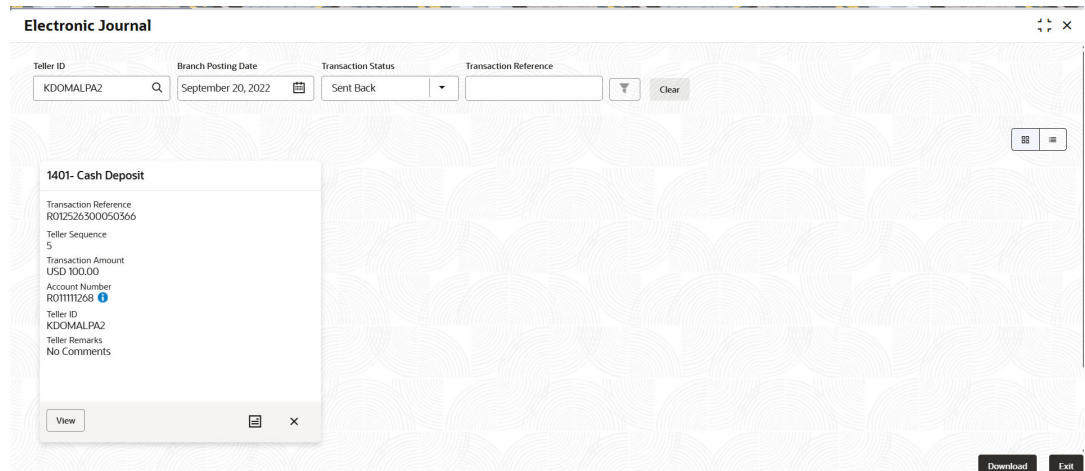 Electronic Journal
Teller ID Branch Posting Date Transaction Status Transaction Reference
KDOMALPA2 September 20, 2022 Sent Back Clear
1401- Cash Deposit
Transaction Reference
R012526300050366
Teller Sequence
5
Transaction Amount
USD 100.00
Account Number
R011111268
Teller ID
KDOMALPA2
Teller Remarks
No Comments
View
Download Exit